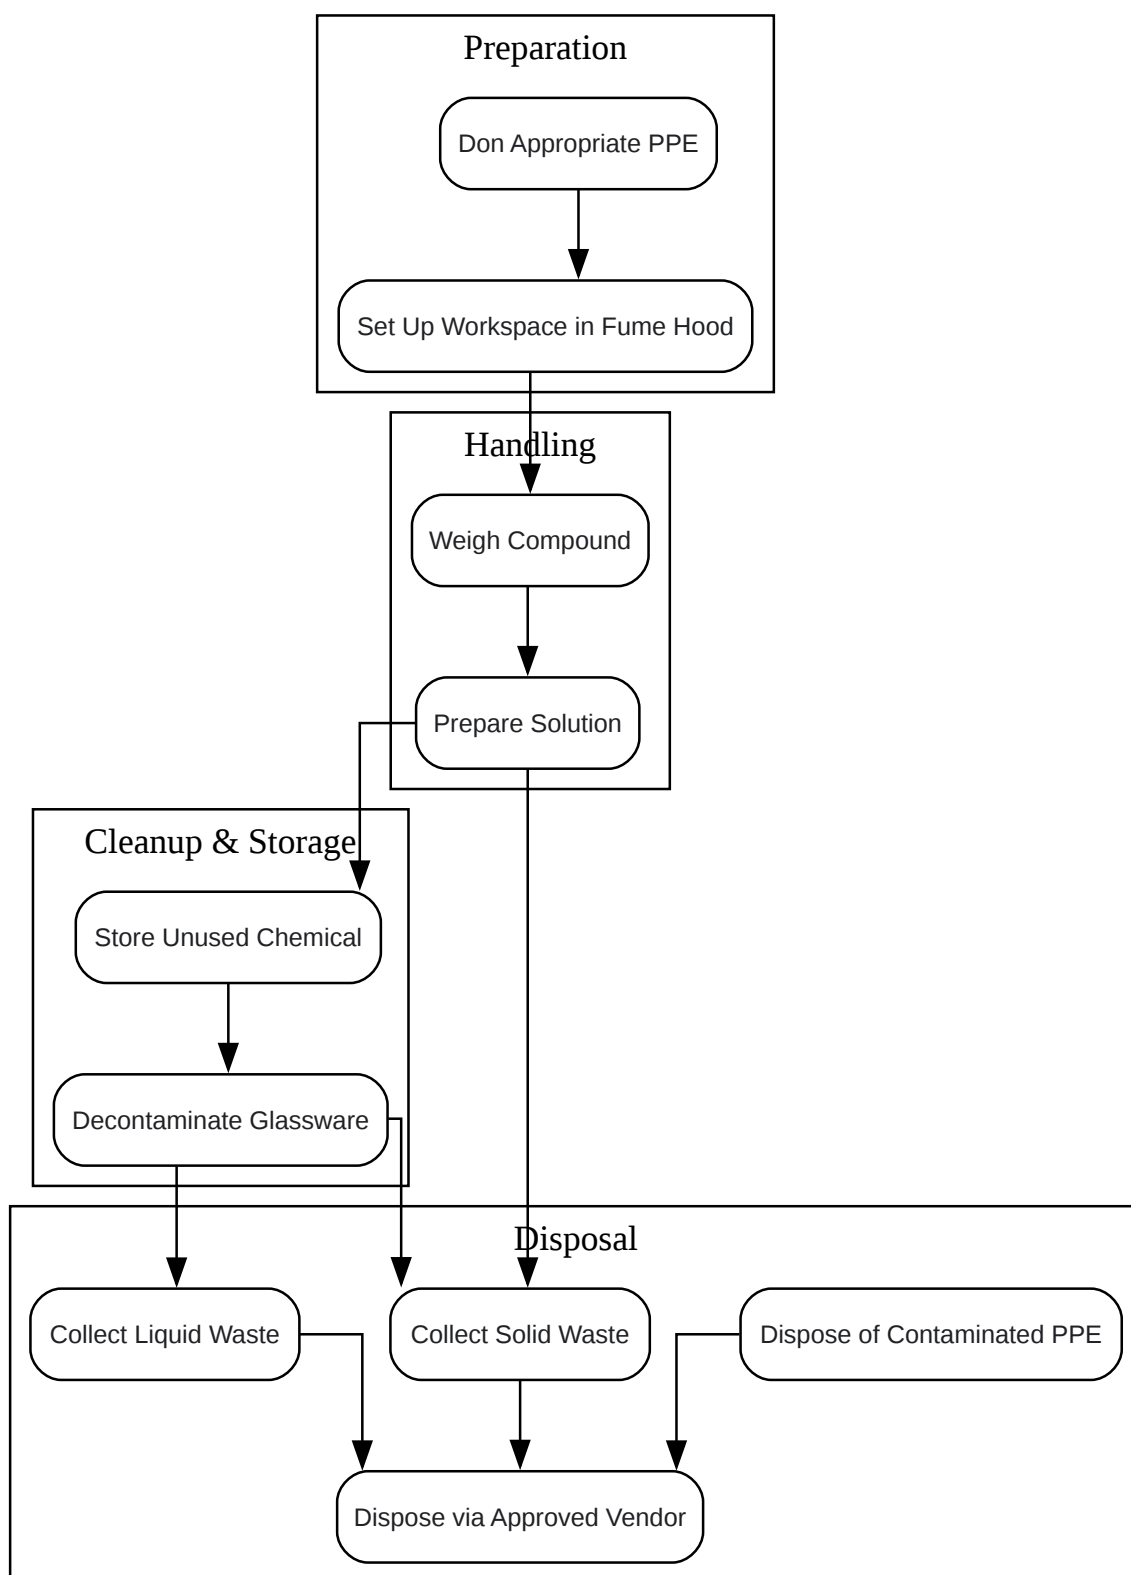 Preparation
Don Appropriate PPE
Set Up Workspace in Fume Hood
Handling
Weigh Compound
Prepare Solution
Cleanup & Storage
Store Unused Chemical
Decontaminate Glassware
Disposal
Collect Liquid Waste
Collect Solid Waste
Dispose of Contaminated PPE
Dispose via Approved Vendor